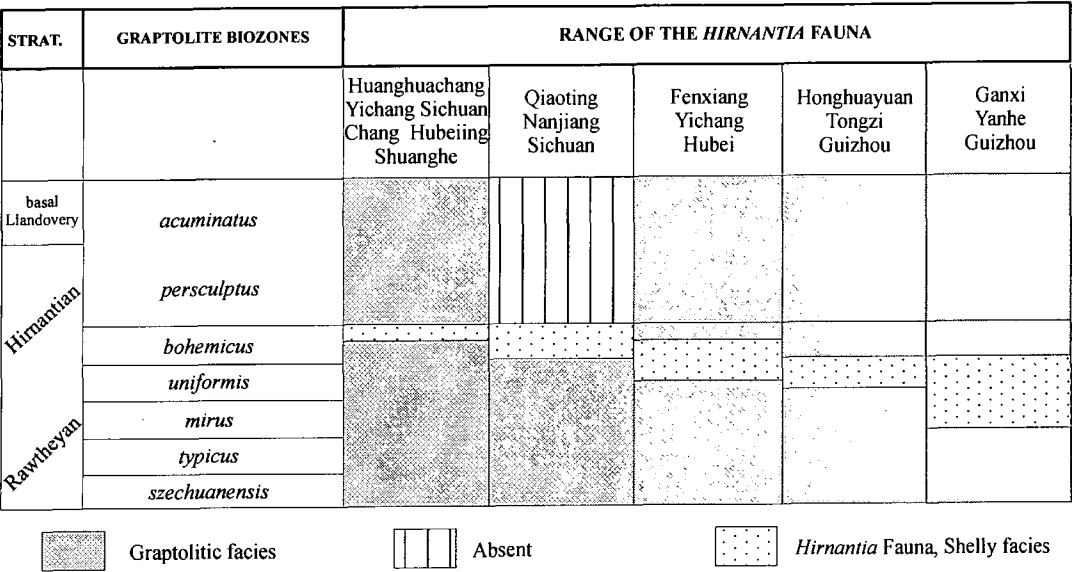 STRAT.
GRAPTOLITE BIOZONES
RANGE OF THE HIRNANTIA FAUNA
Huanghuachang
Yichang Sichuan
Chang Hubeiing
Shuanghe
Qiaoting
Nanjiang
Sichuan
Fenxiang
Yichang
Hubei
Honghuayuan
Tongzi
Guizhou
Ganxi
Yanhe
Guizhou
basal
Llandovery
Hirnantian
Rawtheyan
acuminatus
persculptus
bohemicus
uniformis
mirus
typicus
szechuanensis
Graptolitic facies
Absent
Hirnantia Fauna, Shelly facies